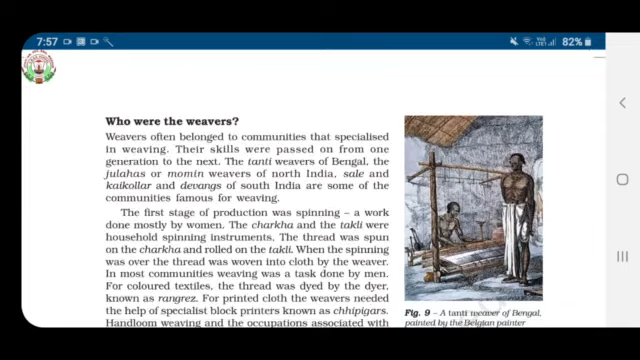 7:57
82%
Who were the weavers?
Weavers often belonged to communities that specialised
in weaving. Their skills were passed on from one
generation to the next. The tanti weavers of Bengal, the
julahas or momin weavers of north India, sale and
kaikollar and devangs of south India are some of the
communities famous for weaving.
The first stage of production was spinning – a work
done mostly by women. The charkha and the takli were
household spinning instruments. The thread was spun
on the charkha and rolled on the takli. When the spinning
was over the thread was woven into cloth by the weaver.
In most communities weaving was a task done by men.
For coloured textiles, the thread was dyed by the dyer,
known as rangrez. For printed cloth the weavers needed
the help of specialist block printers known as chhipigars.
Handloom weaving and the occupations associated with
Fig. 9 – A tanti weaver of Bengal,
painted by the Belgian painter